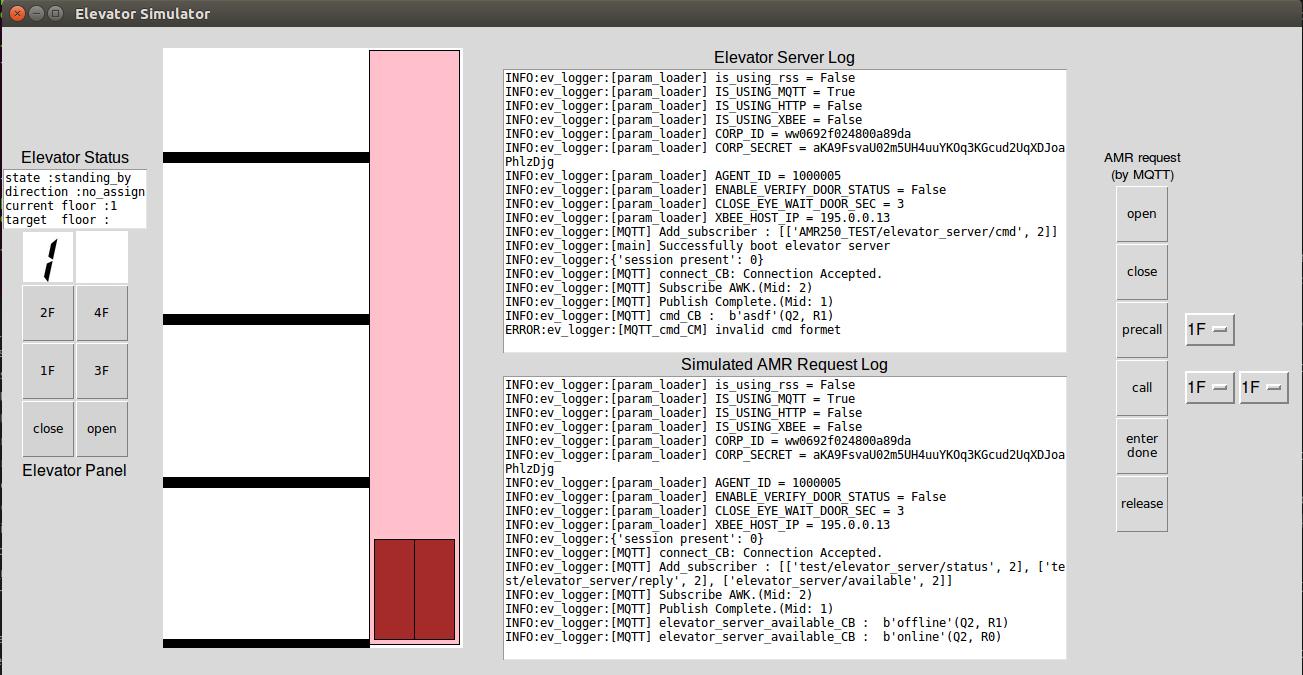 Elevator Simulator
Elevator Status
state :standing_by
direction :no_assign
current floor :1
target  floor :
1
2F 4F
1F 3F
close open
Elevator Panel
Elevator Server Log
INFO:ev_logger:[param_loader] is_using_rss = False
INFO:ev_logger:[param_loader] IS_USING_MQTT = True
INFO:ev_logger:[param_loader] IS_USING_HTTP = False
INFO:ev_logger:[param_loader] IS_USING_XBEE = False
INFO:ev_logger:[param_loader] CORP_ID = ww0692f024800a89da
INFO:ev_logger:[param_loader] CORP_SECRET = aKA9FsvaU02m5UH4uuYKOq3KGcud2UqXDJoa
PhlzDjg
INFO:ev_logger:[param_loader] AGENT_ID = 1000005
INFO:ev_logger:[param_loader] ENABLE_VERIFY_DOOR_STATUS = False
INFO:ev_logger:[param_loader] CLOSE_EYE_WAIT_DOOR_SEC = 3
INFO:ev_logger:[param_loader] XBEE_HOST_IP = 195.0.0.13
INFO:ev_logger:[MQTT] Add_subscriber : [['AMR250_TEST/elevator_server/cmd', 2]]
INFO:ev_logger:[main] Successfully boot elevator server
INFO:ev_logger:{'session present': 0}
INFO:ev_logger:[MQTT] connect_CB: Connection Accepted.
INFO:ev_logger:[MQTT] Subscribe AWK.(Mid: 2)
INFO:ev_logger:[MQTT] Publish Complete.(Mid: 1)
INFO:ev_logger:[MQTT] cmd_CB :  b'asdf'(Q2, R1)
ERROR:ev_logger:[MQTT_cmd_CM] invalid cmd formet
Simulated AMR Request Log
INFO:ev_logger:[param_loader] is_using_rss = False
INFO:ev_logger:[param_loader] IS_USING_MQTT = True
INFO:ev_logger:[param_loader] IS_USING_HTTP = False
INFO:ev_logger:[param_loader] IS_USING_XBEE = False
INFO:ev_logger:[param_loader] CORP_ID = ww0692f024800a89da
INFO:ev_logger:[param_loader] CORP_SECRET = aKA9FsvaU02m5UH4uuYKOq3KGcud2UqXDJoa
PhlzDjg
INFO:ev_logger:[param_loader] AGENT_ID = 1000005
INFO:ev_logger:[param_loader] ENABLE_VERIFY_DOOR_STATUS = False
INFO:ev_logger:[param_loader] CLOSE_EYE_WAIT_DOOR_SEC = 3
INFO:ev_logger:[param_loader] XBEE_HOST_IP = 195.0.0.13
INFO:ev_logger:{'session present': 0}
INFO:ev_logger:[MQTT] connect_CB: Connection Accepted.
INFO:ev_logger:[MQTT] Add_subscriber : [['test/elevator_server/status', 2], ['te
st/elevator_server/reply', 2], ['elevator_server/available', 2]]
INFO:ev_logger:[MQTT] Subscribe AWK.(Mid: 2)
INFO:ev_logger:[MQTT] Publish Complete.(Mid: 1)
INFO:ev_logger:[MQTT] elevator_server_available_CB :  b'offline'(Q2, R1)
INFO:ev_logger:[MQTT] elevator_server_available_CB :  b'online'(Q2, R0)
AMR request
(by MQTT)
open
close
precall 1F
call 1F 1F
enter
done
release